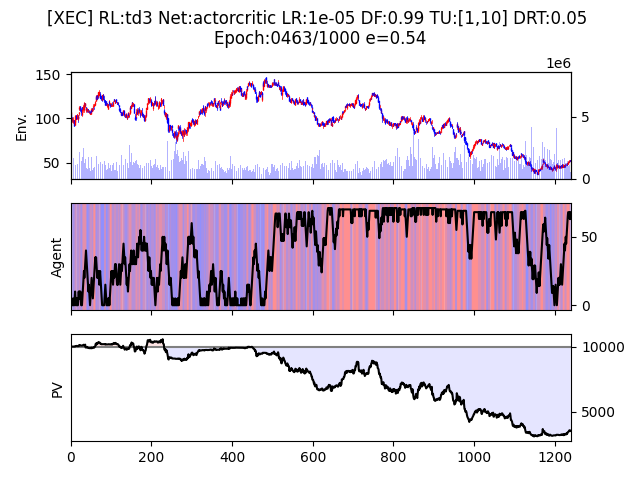 [XEC] RL:td3 Net:actorcritic LR:1e-05 DF:0.99 TU:[1,10] DRT:0.05
Epoch:0463/1000 e=0.54
1e6
150
100
50
Env.
5
0
Agent
50
0
PV
10000
5000
0 200 400 600 800 1000 1200